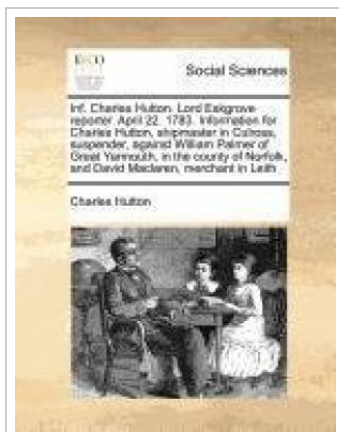 ECCO
Social Sciences
Inf. Charles Hutton. Lord Eskgrove
reporter. April 22. 1783. Information for
Charles Hutton, shipmaster in Culross,
suspender, against William Palmer of
Great Yarmouth, in the county of Norfolk,
and David Maclaren, merchant in Leith
Charles Hutton